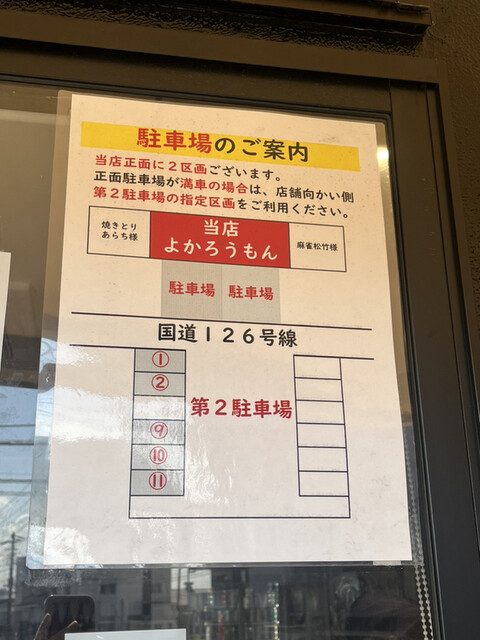 駐車場のご案内
当店正面に2区画ございます。
正面駐車場が満車の場合は、店舗向かい側
第2駐車場の指定区画をご利用ください。
焼きとり
あらち様
当店
よかろうもん
麻雀松竹様
駐車場
駐車場
国道126号線
①
②
第2駐車場
⑨
⑩
⑪